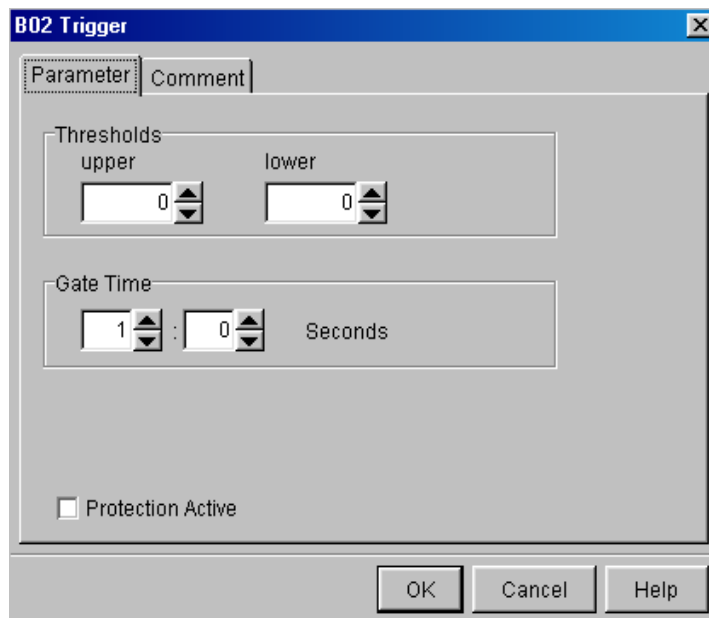 B02 Trigger
Parameter Comment
Thresholds
upper lower
0 0
Gate Time
1 : 0 Seconds
Protection Active
OK Cancel Help